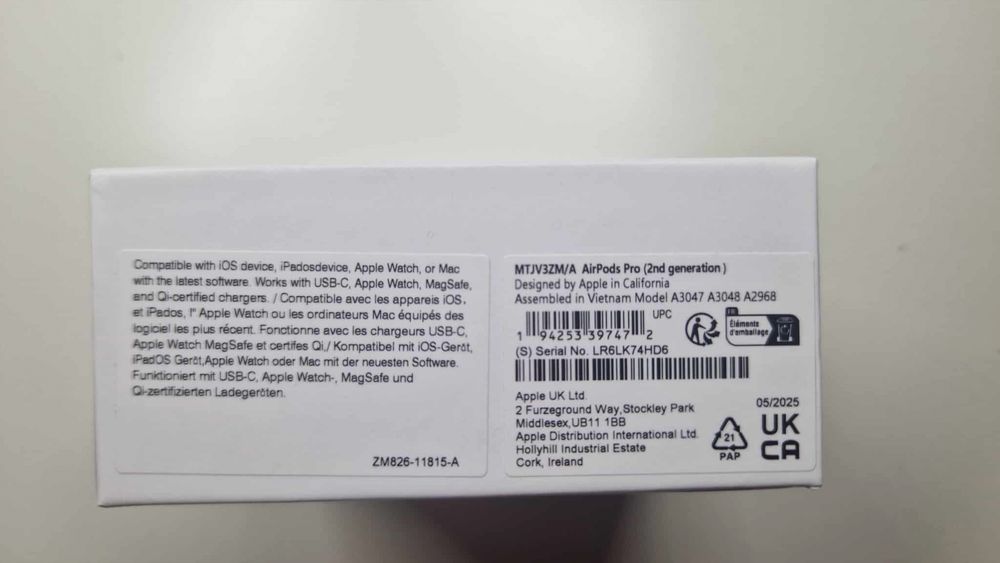 Compatible with iOS device, iPadosdevice, Apple Watch, or Mac
with the latest software. Works with USB-C, Apple Watch, MagSafe,
and Qi-certified chargers. / Compatible avec les appareils iOS,
et iPados, l" Apple Watch ou les ordinateurs Mac équipés des
logiciel les plus récent. Fonctionne avec les chargeurs USB-C,
Apple Watch MagSafe et certifes Qi./ Kompatibel mit iOS-Geröt,
iPadOS Geröt,Apple Watch oder Mac mit der neuesten Software.
Funktioniert mit USB-C, Apple Watch-, MagSafe und
Qi-zertifizierten Ladegeröten.
ZM826-11815-A
MTJV3ZM/A AirPods Pro (2nd generation )
Designed by Apple in California
Assembled in Vietnam Model A3047 A3048 A2968
UPC
1 94253 39747 2
FR
Éléments
d'emballage
(S) Serial No. LR6LK74HD6
Apple UK Ltd.
2 Furzeground Way,Stockley Park
Middlesex,UB11 1BB
Apple Distribution International Ltd.
Hollyhill Industrial Estate
Cork, Ireland
21
PAP
05/2025
UK
CA